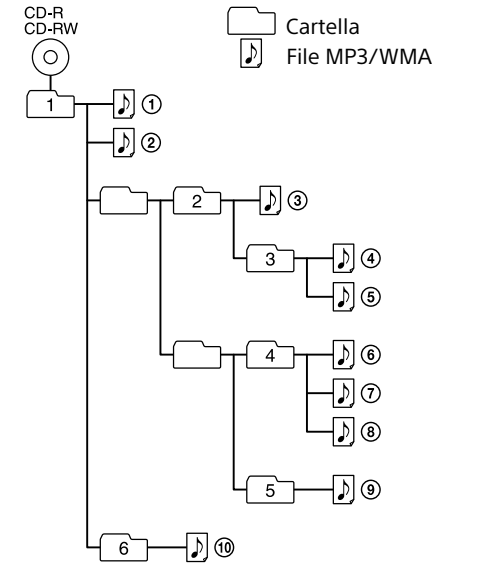 CD-R
CD-RW
Cartella
File MP3/WMA
1 ①
②
2 ③
3 ④
⑤
4 ⑥
⑦
⑧
5 ⑨
6 ⑩